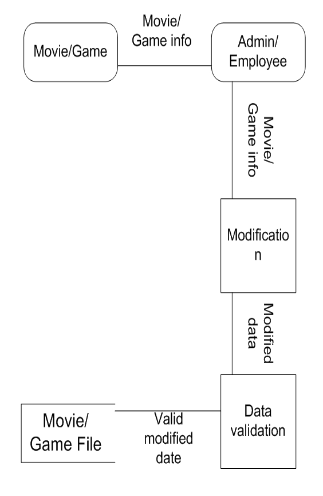 Movie/
Game info
Movie/Game
Admin/
Employee
Movie/
Game info
Modificatio
n
Modified
data
Movie/
Game File
Valid
modified
date
Data
validation